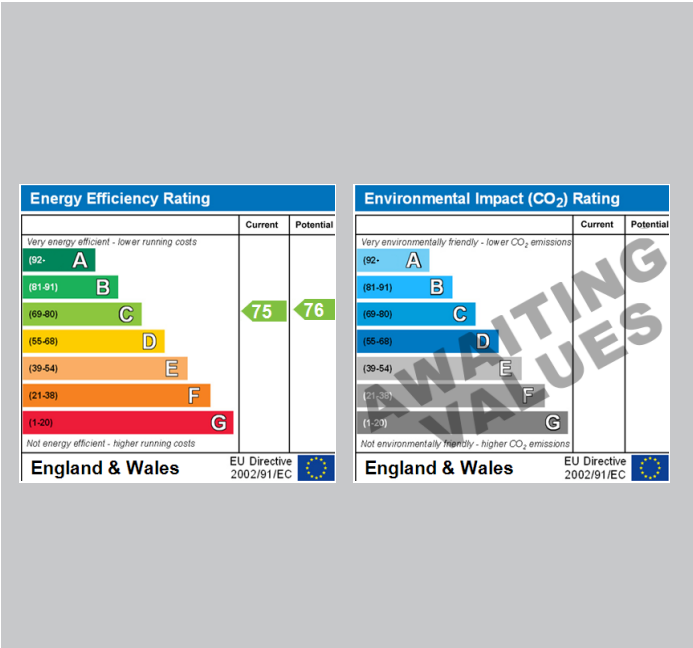 Energy Efficiency Rating
Current Potential
Very energy efficient - lower running costs
(92- A
(81-91) B
(69-80) C 75 76
(55-68) D
(39-54) E
(21-38) F
(1-20) G
Not energy efficient - higher running costs
England & Wales
EU Directive
2002/91/EC
Environmental Impact (CO2) Rating
Current Potential
Very environmentally friendly - lower CO2 emissions
(92- A
(81-91) B
(69-80) C
(55-68) D
(39-54) E
(21-38) F
(1-20) G
AWAITING
VALUES
Not environmentally friendly - higher CO2 emissions
England & Wales
EU Directive
2002/91/EC